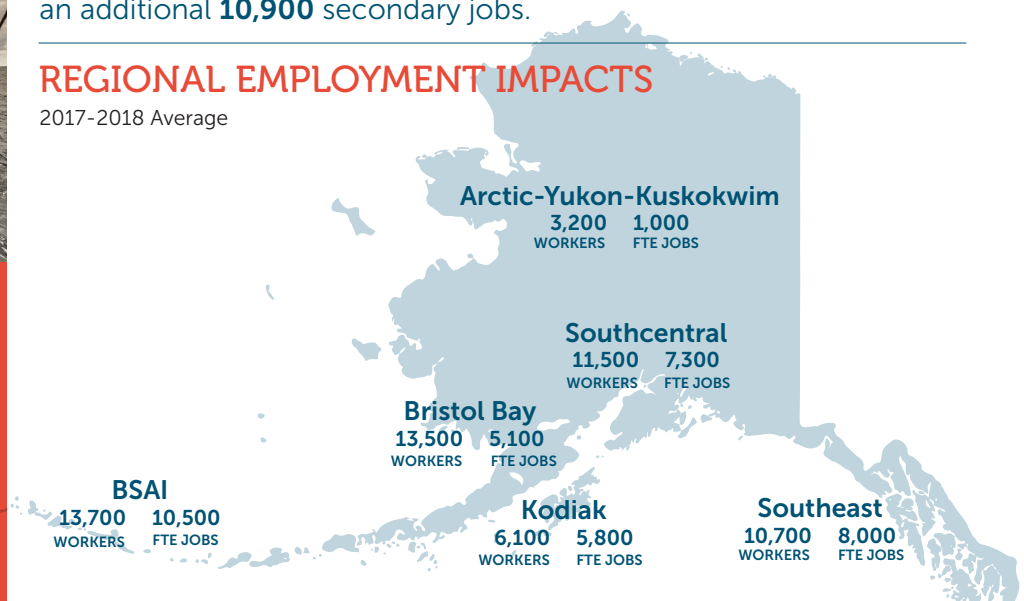 an additional 10,900 secondary jobs.
REGIONAL EMPLOYMENT IMPACTS
2017-2018 Average
Arctic-Yukon-Kuskokwim
3,200 1,000
WORKERS FTE JOBS
Southcentral
11,500 7,300
WORKERS FTE JOBS
Bristol Bay
13,500 5,100
WORKERS FTE JOBS
BSAI
13,700 10,500
WORKERS FTE JOBS
Kodiak
6,100 5,800
WORKERS FTE JOBS
Southeast
10,700 8,000
WORKERS FTE JOBS